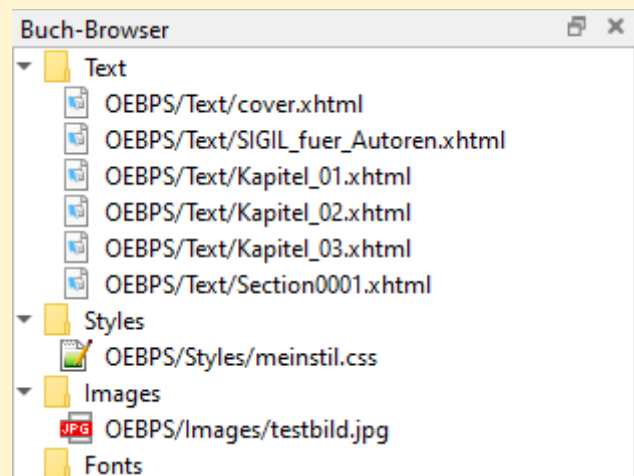 Buch-Browser
Text
OEBPS/Text/cover.xhtml
OEBPS/Text/SIGIL_fuer_Autoren.xhtml
OEBPS/Text/Kapitel_01.xhtml
OEBPS/Text/Kapitel_02.xhtml
OEBPS/Text/Kapitel_03.xhtml
OEBPS/Text/Section0001.xhtml
Styles
OEBPS/Styles/meinstil.css
Images
JPG OEBPS/Images/testbild.jpg
Fonts